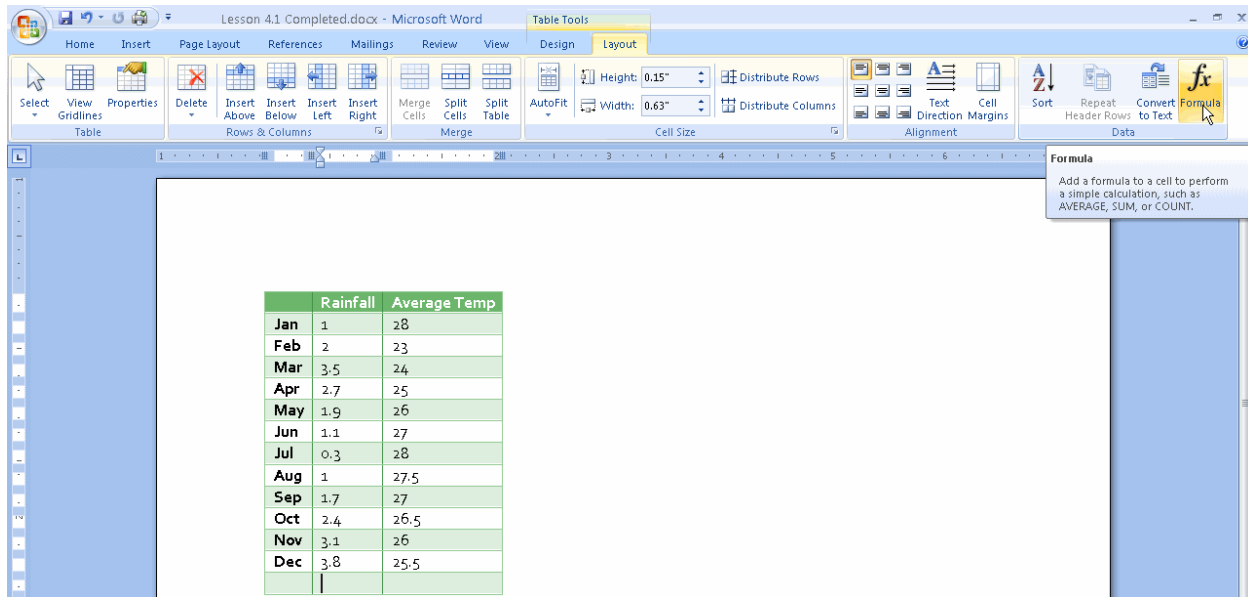 Lesson 4.1 Completed.docx - Microsoft Word
Table Tools
Home Insert Page Layout References Mailings Review View Design Layout
Height: 0.15"
Distribute Rows
Width: 0.63"
Distribute Columns
Select
View Gridlines
Properties
Delete
Insert Above
Insert Below
Insert Left
Insert Right
Merge Cells
Split Cells
Split Table
AutoFit
Text Direction
Cell Margins
Sort
Repeat Header Rows
Convert to Text
Formula
Table
Rows & Columns
Merge
Cell Size
Alignment
Data
1 1 2 3 4 5 6
Formula
Add a formula to a cell to perform
a simple calculation, such as
AVERAGE, SUM, or COUNT.
Rainfall Average Temp
Jan 1 28
Feb 2 23
Mar 3.5 24
Apr 2.7 25
May 1.9 26
Jun 1.1 27
Jul 0.3 28
Aug 1 27.5
Sep 1.7 27
Oct 2.4 26.5
Nov 3.1 26
Dec 3.8 25.5